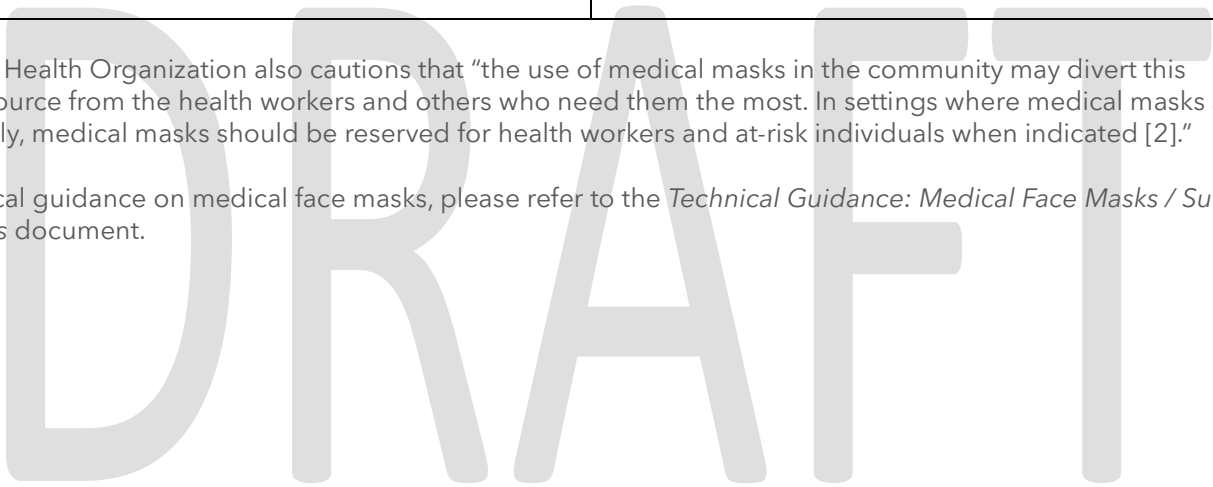 Health Organization also cautions that “the use of medical masks in the community may divert this
ource from the health workers and others who need them the most. In settings where medical masks
ly, medical masks should be reserved for health workers and at-risk individuals when indicated [2].”
cal guidance on medical face masks, please refer to the Technical Guidance: Medical Face Masks / Su
s document.
DRAFT